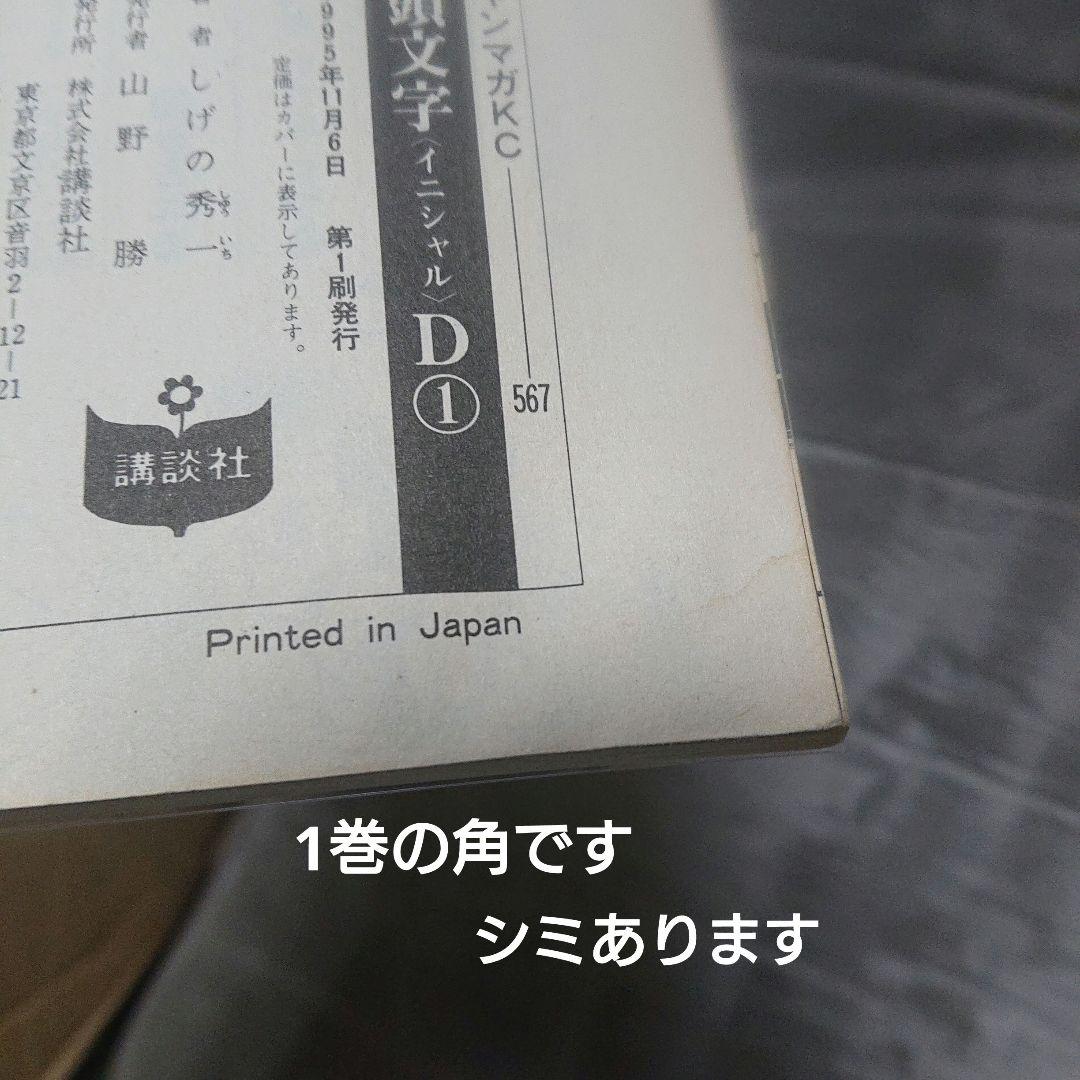 ンマガKC——567
頭文字〈イニシャル〉D①
995年11月6日 第1刷発行
定価はカバーに表示してあります。
者 しげの秀一
しゅう いち
発行者 山野 勝
発行所 株式会社講談社
東京都文京区音羽2—12—21
講談社
Printed in Japan
1巻の角です
シミあります